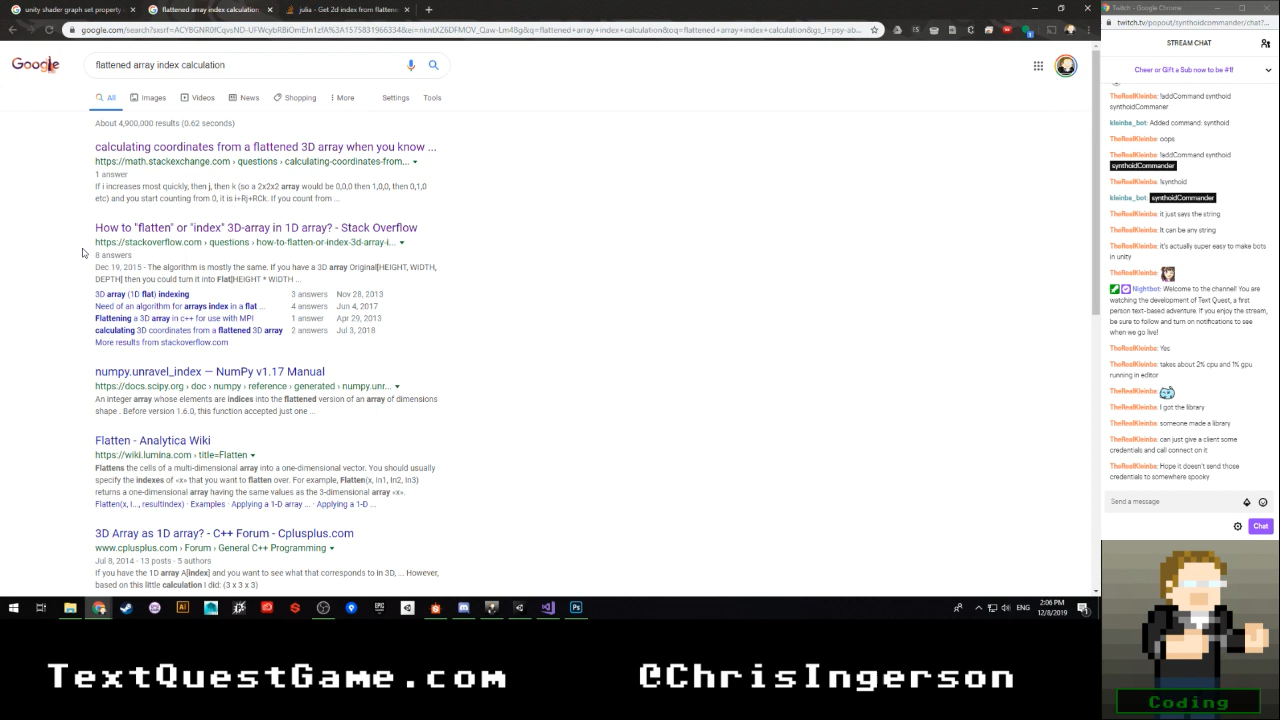 unity shader graph set property
flattened array index calculation
julia - Get 2d index from flatten
Twitch - Google Chrome
twitch.tv/popout/synthoidcommander/chat?
Google
flattened array index calculation
All
Images
Videos
News
Shopping
More
Settings
Tools
About 4,900,000 results (0.62 seconds)
calculating coordinates from a flattened 3D array when you know ...
https://math.stackexchange.com › questions › calculating-coordinates-from...
1 answer
If i increases most quickly, then j, then k (so a 2x2x2 array would be 0,0,0 then 1,0,0, then 0,1,0
etc) and you start counting from 0, it is i+Rj+RCk. If you count from ...
How to "flatten" or "index" 3D-array in 1D array? - Stack Overflow
https://stackoverflow.com › questions › how-to-flatten-or-index-3d-array-i...
8 answers
Dec 19, 2015 - The algorithm is mostly the same. If you have a 3D array Original[HEIGHT, WIDTH,
DEPTH] then you could turn it into Flat[HEIGHT * WIDTH ...
3D array (1D flat) indexing 3 answers Nov 28, 2013
Need of an algorithm for arrays index in a flat ... 4 answers Jun 4, 2017
Flattening a 3D array in c++ for use with MPI 1 answer Apr 29, 2013
calculating 3D coordinates from a flattened 3D array 2 answers Jul 3, 2018
More results from stackoverflow.com
numpy.unravel_index — NumPy v1.17 Manual
https://docs.scipy.org › doc › numpy › reference › generated › numpy.unr...
An integer array whose elements are indices into the flattened version of an array of dimensions
shape . Before version 1.6.0, this function accepted just one ...
Flatten - Analytica Wiki
https://wiki.lumina.com › title=Flatten
Flattens the cells of a multi-dimensional array into a one-dimensional vector. You should usually
specify the indexes of «x» that you want to flatten over. For example, Flatten(x, In1, In2, In3)
returns a one-dimensional array having the same values as the 3-dimensional array «x».
Flatten(x, i..., resultIndex) · Examples · Applying a 1-D array ... · Applying a 1-D ...
3D Array as 1D array? - C++ Forum - Cplusplus.com
www.cplusplus.com › Forum › General C++ Programming
Jul 8, 2014 - 13 posts - 5 authors
If you have the 1D array A[index] and you want to see what that corresponds to in 3D, ... However,
based on this little calculation I did: (3 x 3 x 3)
STREAM CHAT
Cheer or Gift a Sub now to be #1!
TheRealKleinba: !addCommand synthoid
synthoidCommaner
kleinba_bot: Added command: synthoid
TheRealKleinba: oops
TheRealKleinba: !addCommand synthoid
synthoidCommander
TheRealKleinba: !synthoid
kleinba_bot: synthoidCommander
TheRealKleinba: it just says the string
TheRealKleinba: It can be any string
TheRealKleinba: it's actually super easy to make bots
in unity
TheRealKleinba:
Nightbot: Welcome to the channel! You are
watching the development of Text Quest, a first
person text-based adventure. If you enjoy the stream,
be sure to follow and turn on notifications to see
when we go live!
TheRealKleinba: Yes
TheRealKleinba: takes about 2% cpu and 1% gpu
running in editor
TheRealKleinba:
TheRealKleinba: I got the library
TheRealKleinba: someone made a library
TheRealKleinba: can just give a client some
credentials and call connect on it
TheRealKleinba: Hope it doesn't send those
credentials to somewhere spooky
Send a message
Chat
ENG
2:06 PM
12/8/2019
TextQuestGame.com
@ChrisIngerson
Coding